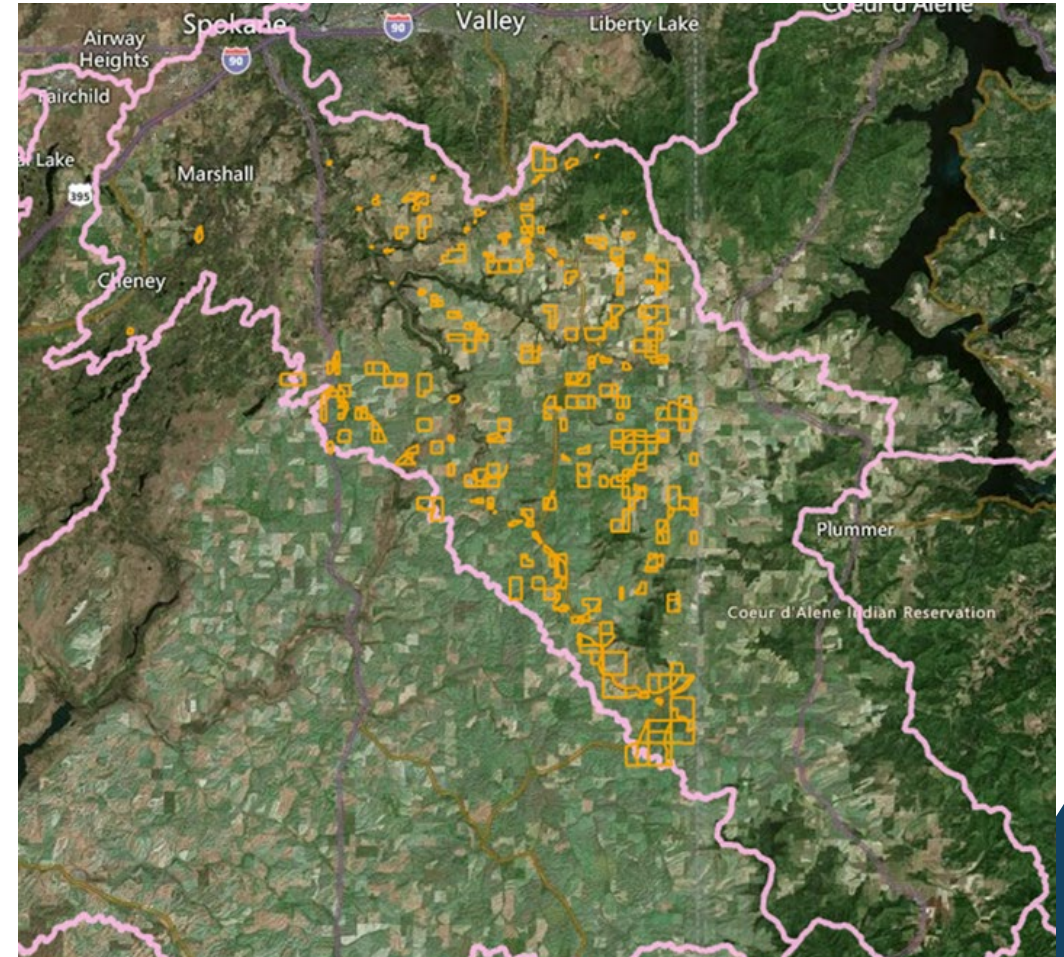 Coeur d'Alene
Spokane
90
Valley
Liberty Lake
Airway
Heights
90
Fairchild
Lake
Marshall
395
Cheney
Plummer
Coeur d'Alene Indian Reservation